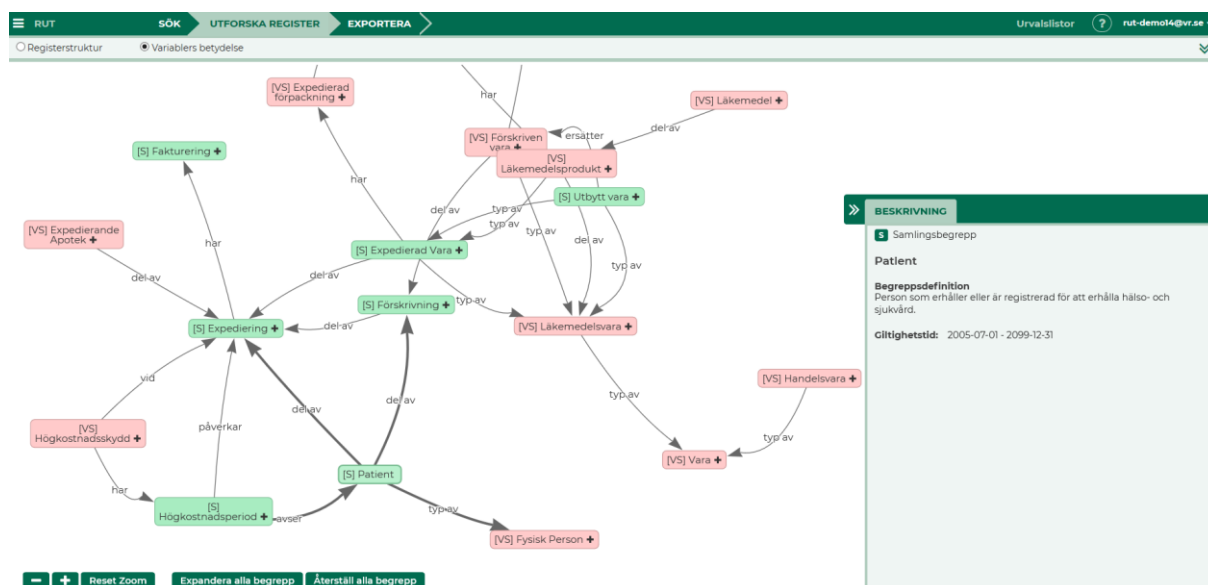 RUT
SÖK
UTFORSKA REGISTER
EXPORTERA
Urvalslistor
?
rut-demo14@vr.se
Registerstruktur
Variablers betydelse
[VS] Expedierad
förpackning +
har
[VS] Läkemedel +
del av
[VS] Förskriven
vara +
ersätter
[VS]
Läkemedelsprodukt +
[S] Fakturering +
har
[S] Utbytt vara +
typ av
del av
typ av
typ av
del av
typ av
[VS] Expedierande
Apotek +
har
[S] Expedierad Vara +
del av
del av
[S] Förskrivning +
typ av
[S] Expediering +
del av
[VS] Läkemedelsvara +
vid
del av
del av
typ av
[VS] Handelsvara +
[VS]
Högkostnadsskydd +
påverkar
typ av
[VS] Vara +
[S] Patient
har
[S]
Högkostnadsperiod +
avser
typ av
[VS] Fysisk Person +
BESKRIVNING
S Samlingsbegrepp
Patient
Begreppsdefinition
Person som erhåller eller är registrerad för att erhålla hälso- och
sjukvård.
Giltighetstid: 2005-07-01 - 2099-12-31
Reset Zoom
Expandera alla begrepp
Återställ alla begrepp